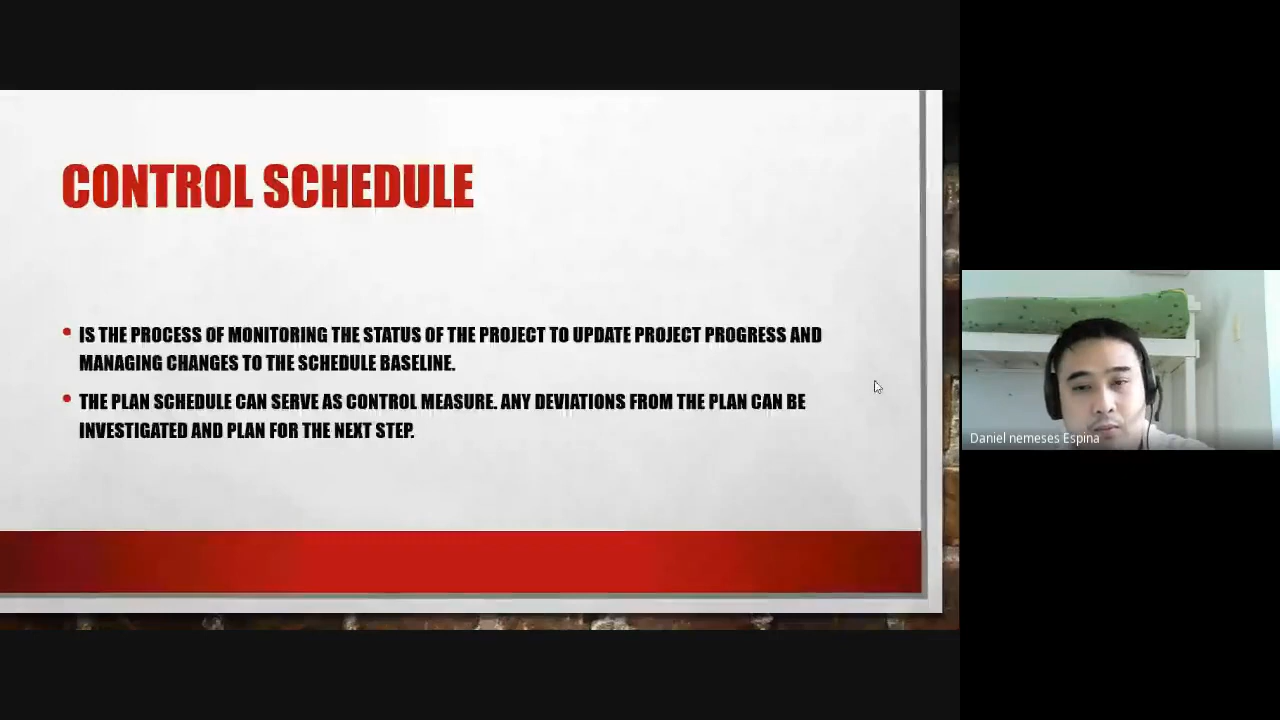 CONTROL SCHEDULE
• IS THE PROCESS OF MONITORING THE STATUS OF THE PROJECT TO UPDATE PROJECT PROGRESS AND
MANAGING CHANGES TO THE SCHEDULE BASELINE.
• THE PLAN SCHEDULE CAN SERVE AS CONTROL MEASURE. ANY DEVIATIONS FROM THE PLAN CAN BE
INVESTIGATED AND PLAN FOR THE NEXT STEP.
Daniel nemeses Espina